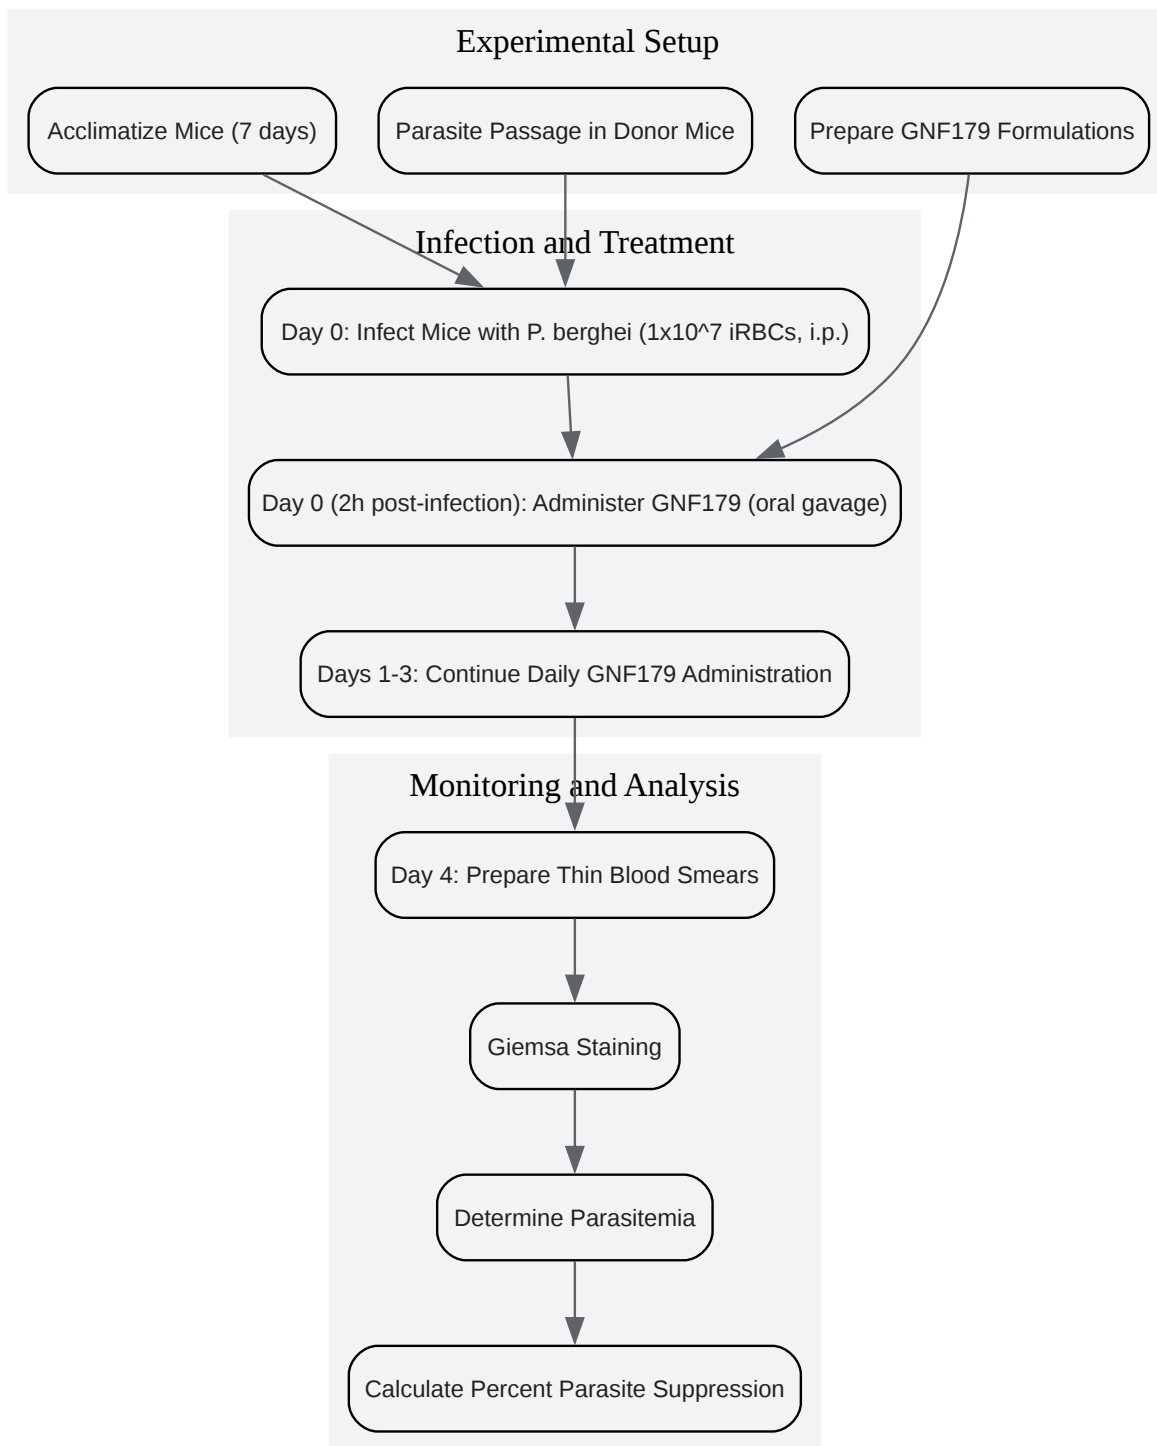 Experimental Setup
Acclimatize Mice (7 days)
Parasite Passage in Donor Mice
Prepare GNF179 Formulations
Infection and Treatment
Day 0: Infect Mice with P. berghei (1x10^7 iRBCs, i.p.)
Day 0 (2h post-infection): Administer GNF179 (oral gavage)
Days 1-3: Continue Daily GNF179 Administration
Monitoring and Analysis
Day 4: Prepare Thin Blood Smears
Giemsa Staining
Determine Parasitemia
Calculate Percent Parasite Suppression